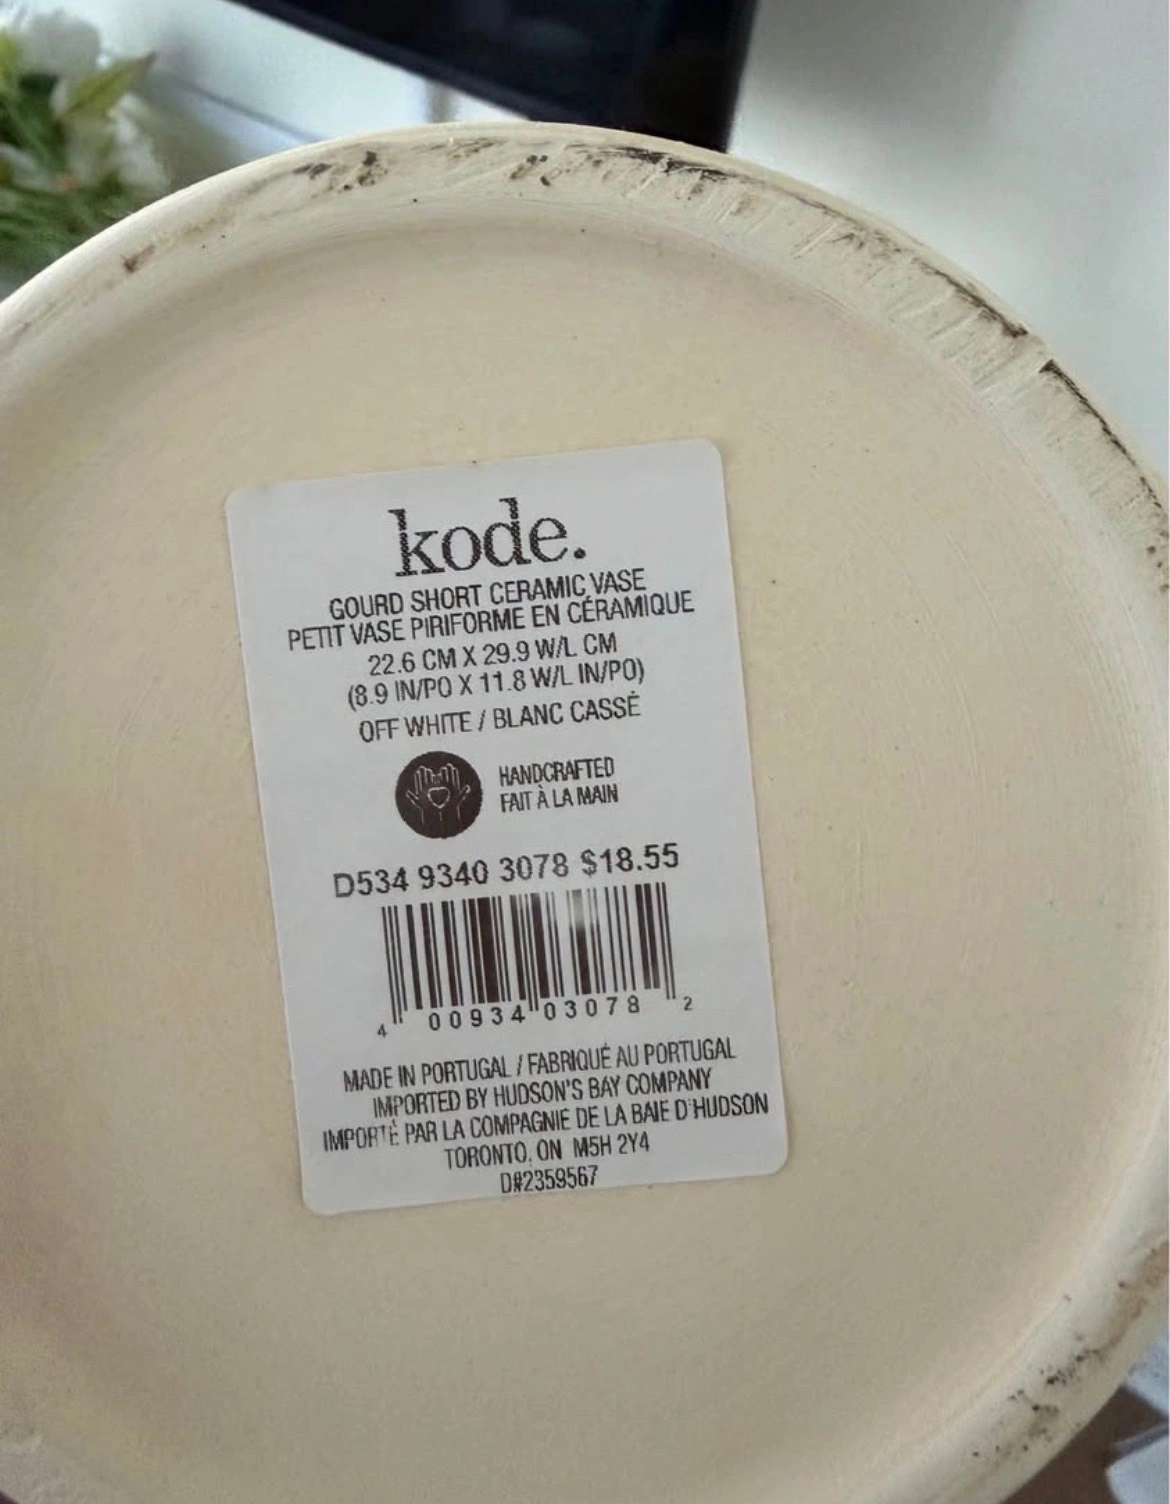 kode.
GOURD SHORT CERAMIC VASE
PETIT VASE PIRIFORME EN CÉRAMIQUE
22.6 CM X 29.9 W/L CM
(8.9 IN/PO X 11.8 W/L IN/PO)
OFF WHITE / BLANC CASSÉ
HANDCRAFTED
FAIT À LA MAIN
D534 9340 3078 $18.55
4 00934 03078 2
MADE IN PORTUGAL / FABRIQUÉ AU PORTUGAL
IMPORTED BY HUDSON'S BAY COMPANY
IMPORTÉ PAR LA COMPAGNIE DE LA BAIE D'HUDSON
TORONTO, ON M5H 2Y4
D#2359567